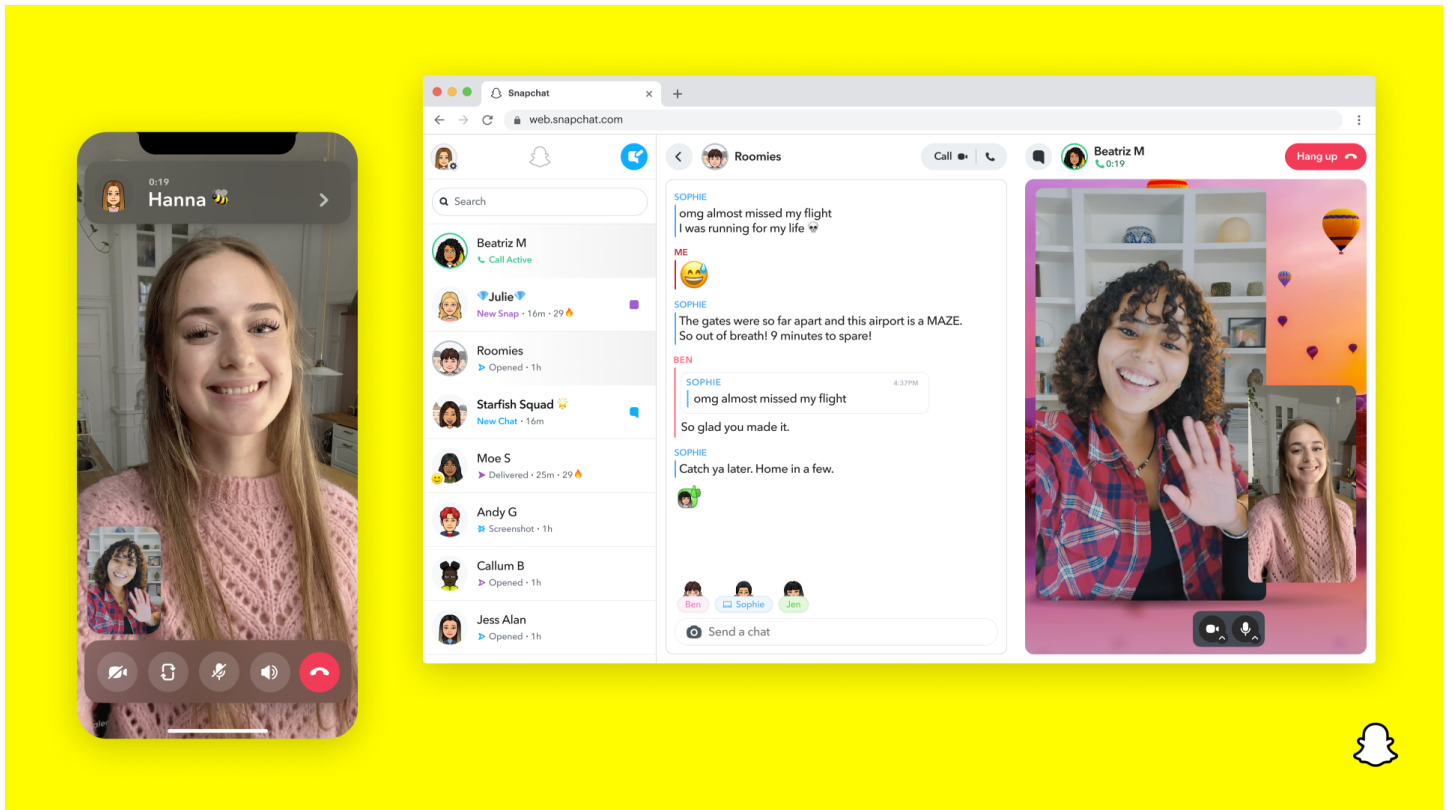 0:19
Hanna 🐝
Snapchat
web.snapchat.com
Search
Beatriz M
Call Active
💎Julie💎
New Snap · 16m · 29🔥
Roomies
Opened · 1h
Starfish Squad 🌟
New Chat · 16m
Moe S
Delivered · 25m · 29🔥
Andy G
Screenshot · 1h
Callum B
Opened · 1h
Jess Alan
Opened · 1h
Roomies
Call
SOPHIE
omg almost missed my flight
I was running for my life 💀
ME
😅
SOPHIE
The gates were so far apart and this airport is a MAZE.
So out of breath! 9 minutes to spare!
BEN
SOPHIE 4:37PM
omg almost missed my flight
So glad you made it.
SOPHIE
Catch ya later. Home in a few.
Ben Sophie Jen
Send a chat
Beatriz M
0:19
Hang up